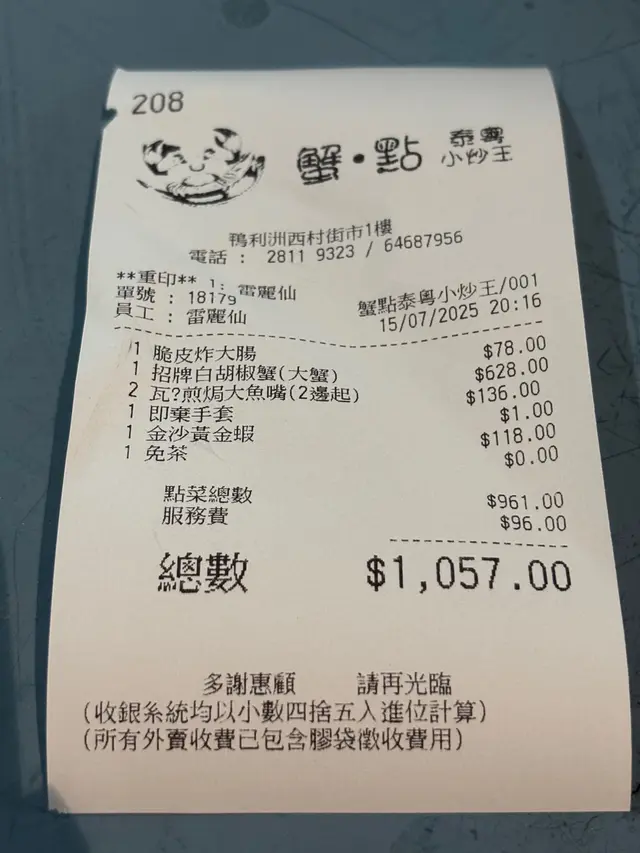 208
蟹•點 泰粵小炒王
鴨利洲西村街市1樓
電話 : 2811 9323 / 64687956
**重印** 1: 雷麗仙
單號 : 18179 蟹點泰粵小炒王/001
員工 : 雷麗仙 15/07/2025 20:16
1 脆皮炸大腸 $78.00
1 招牌白胡椒蟹(大蟹) $628.00
2 瓦?煎焗大魚嘴(2邊起) $136.00
1 即棄手套 $1.00
1 金沙黃金蝦 $118.00
1 免茶 $0.00
點菜總數 $961.00
服務費 $96.00
總數 $1,057.00
多謝惠顧 請再光臨
(收銀系統均以小數四捨五入進位計算)
(所有外賣收費已包含膠袋徵收費用)